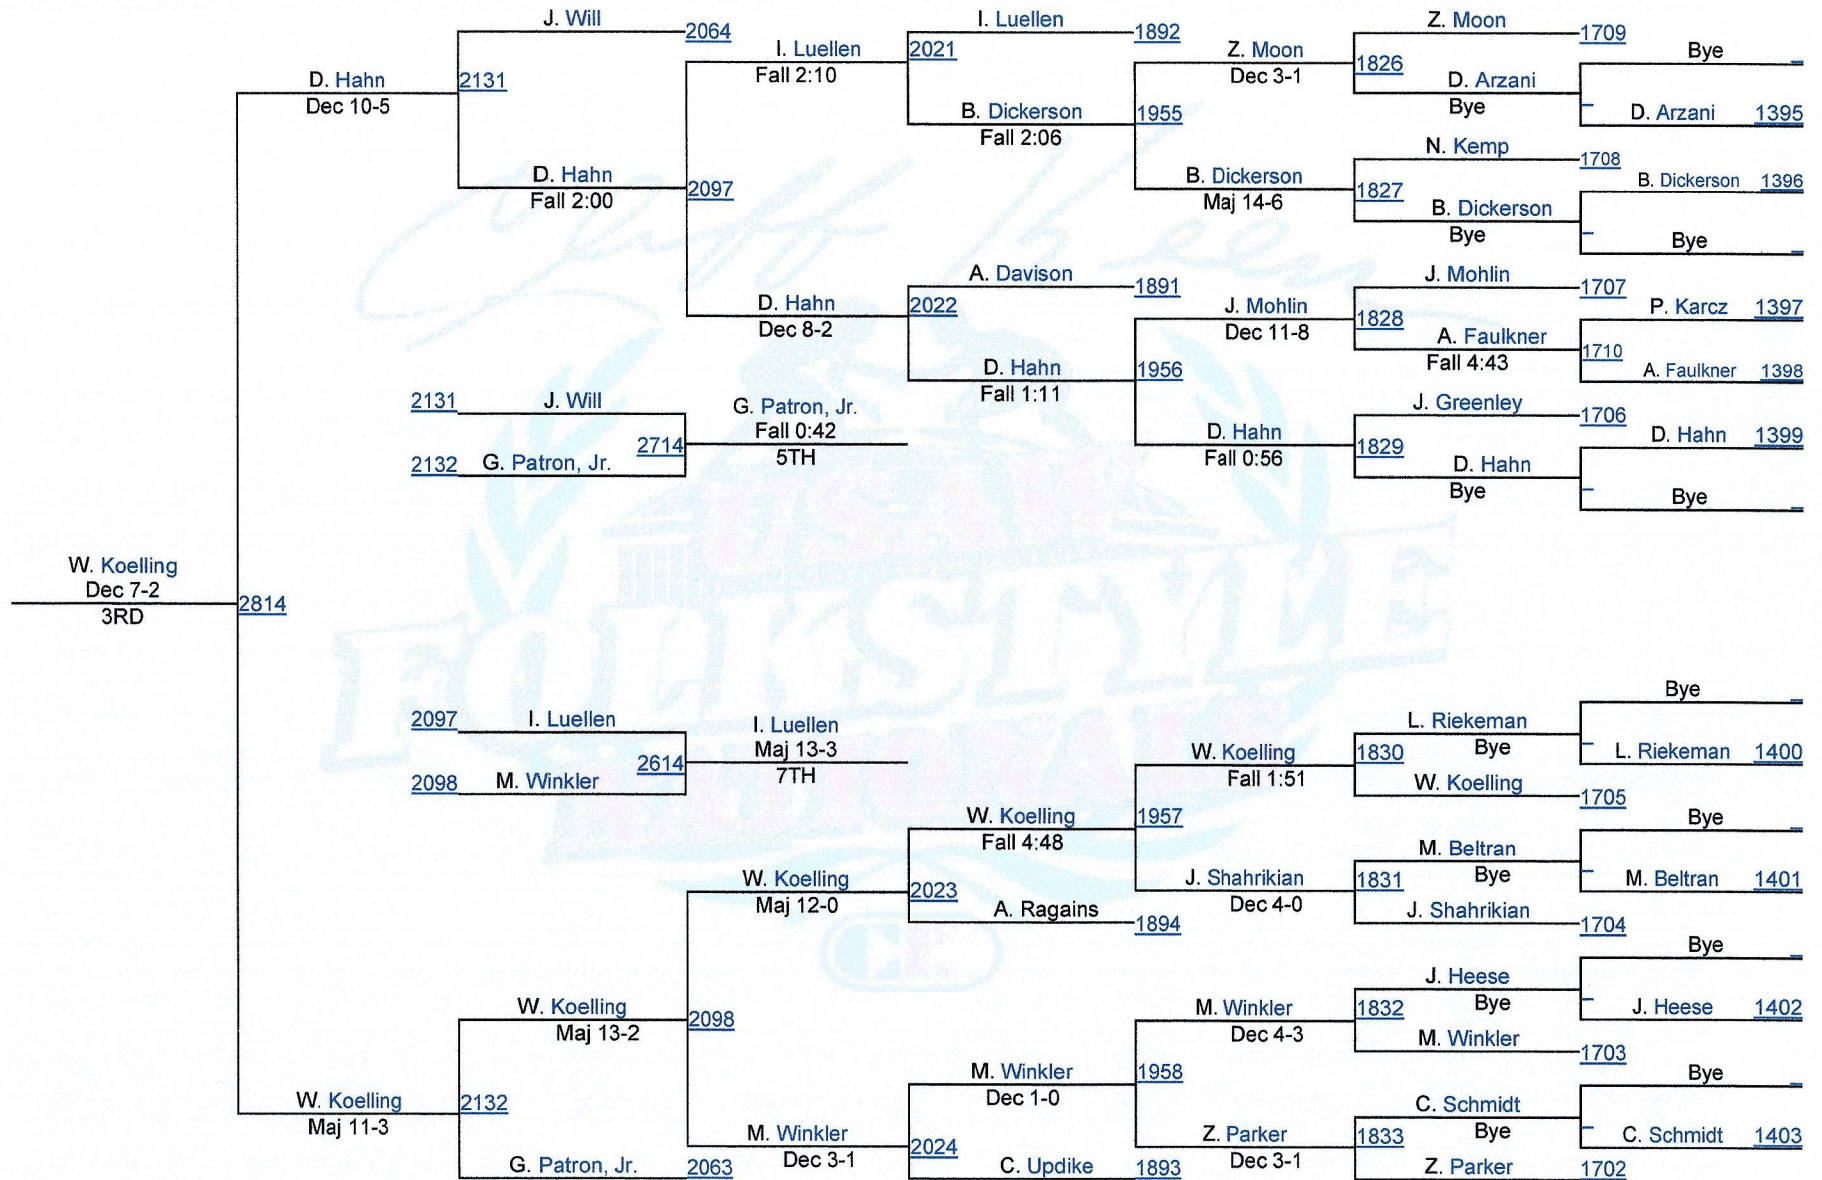 J. Will
2064
I. Luellen
1892
Z. Moon
1709
Bye
I. Luellen
Fall 2:10
2021
Z. Moon
Dec 3-1
1826
D. Arzani
Bye
D. Arzani 1395
D. Hahn
Dec 10-5
2131
B. Dickerson
Fall 2:06
1955
N. Kemp
1708
B. Dickerson 1396
D. Hahn
Fall 2:00
2097
B. Dickerson
Maj 14-6
1827
B. Dickerson
Bye
Bye
Cliff Keen
A. Davison
1891
J. Mohlin
1707
P. Karcz 1397
D. Hahn
Dec 8-2
2022
J. Mohlin
Dec 11-8
1828
A. Faulkner
Fall 4:43
1710
A. Faulkner 1398
D. Hahn
Fall 1:11
1956
J. Greenley
1706
D. Hahn 1399
2131 J. Will
2132 G. Patron, Jr.
2714
G. Patron, Jr.
Fall 0:42
5TH
D. Hahn
Fall 0:56
1829
D. Hahn
Bye
Bye
USAW
FOLKSTYLE
NATIONALS
W. Koelling
Dec 7-2
3RD
2814
2097 I. Luellen
2098 M. Winkler
2614
I. Luellen
Maj 13-3
7TH
Bye
L. Riekeman
Bye
L. Riekeman 1400
W. Koelling
Fall 1:51
1830
W. Koelling
1705
Bye
W. Koelling
Fall 4:48
1957
M. Beltran
Bye
M. Beltran 1401
W. Koelling
Maj 12-0
2023
J. Shahrikian
Dec 4-0
1831
J. Shahrikian
1704
A. Ragains
1894
Bye
J. Heese
Bye
J. Heese 1402
W. Koelling
Maj 13-2
2098
M. Winkler
Dec 4-3
1832
M. Winkler
1703
Bye
M. Winkler
Dec 1-0
1958
C. Schmidt
Bye
C. Schmidt 1403
W. Koelling
Maj 11-3
2132
M. Winkler
Dec 3-1
2024
Z. Parker
Dec 3-1
1833
G. Patron, Jr.
2063
C. Updike
1893
Z. Parker
1702